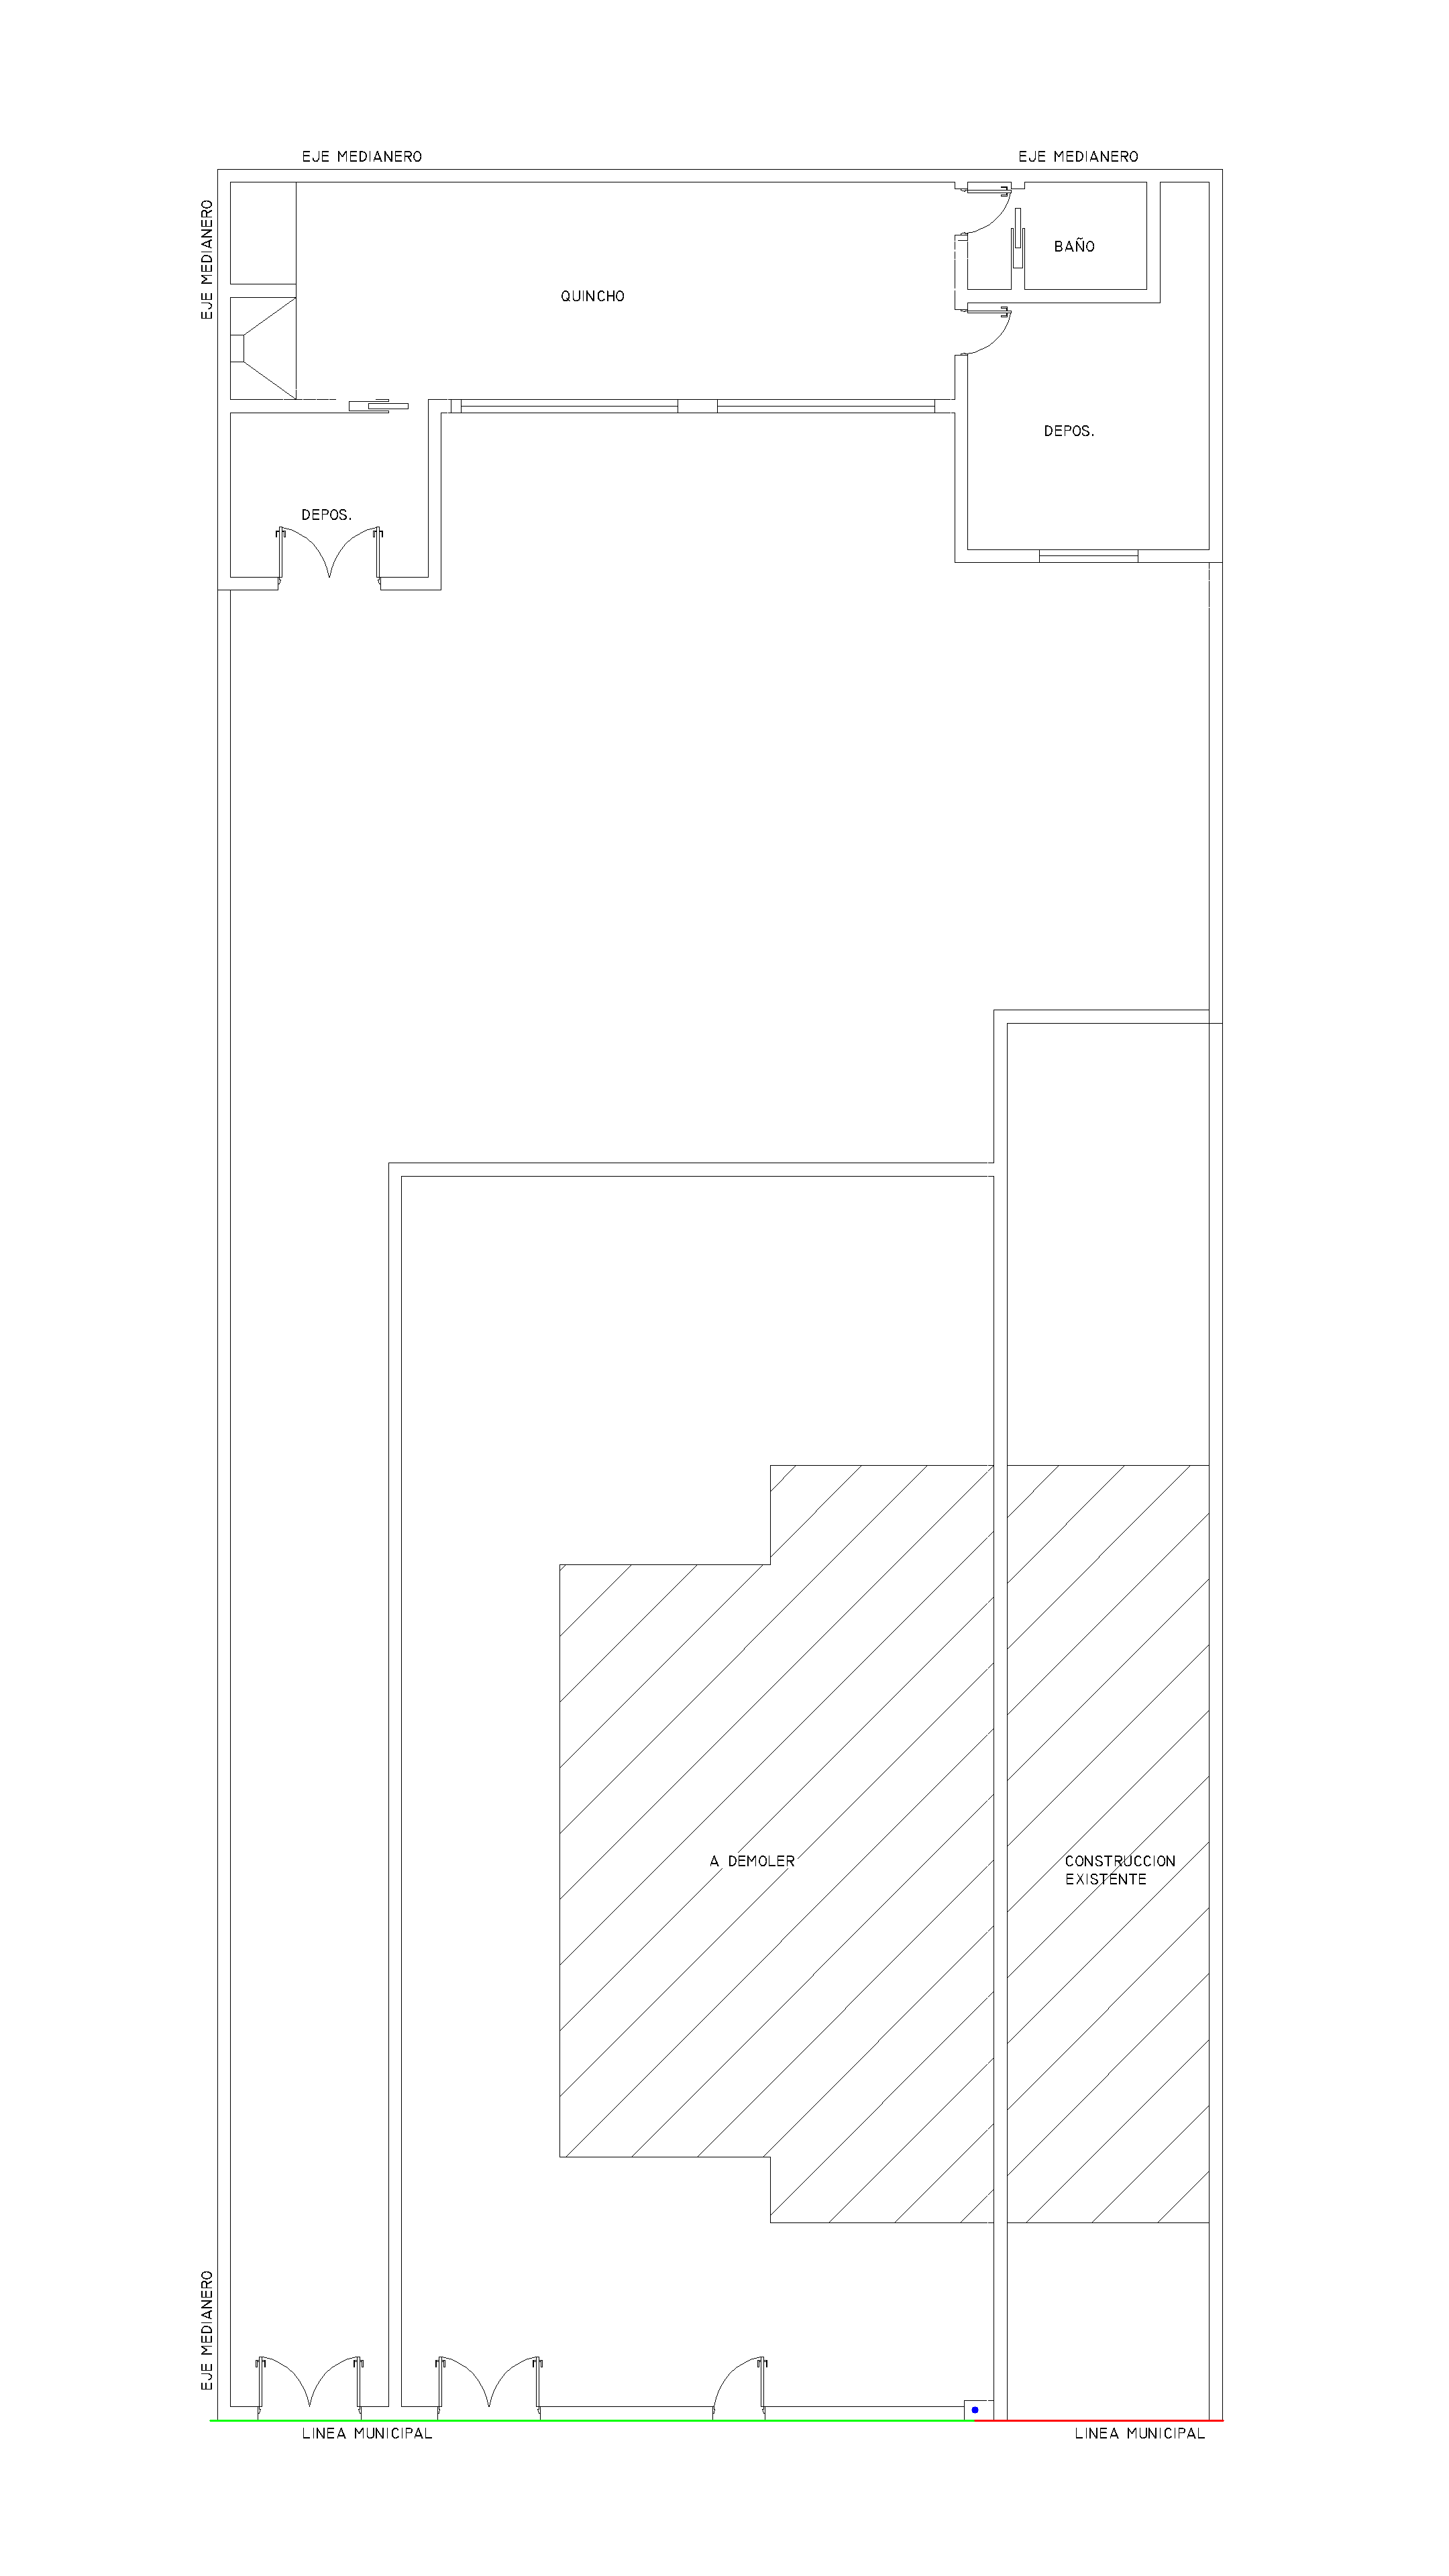 EJE MEDIANERO
EJE MEDIANERO
EJE MEDIANERO
BAÑO
QUINCHO
DEPOS.
DEPOS.
A DEMOLER
CONSTRUCCION
EXISTENTE
EJE MEDIANERO
LINEA MUNICIPAL
LINEA MUNICIPAL